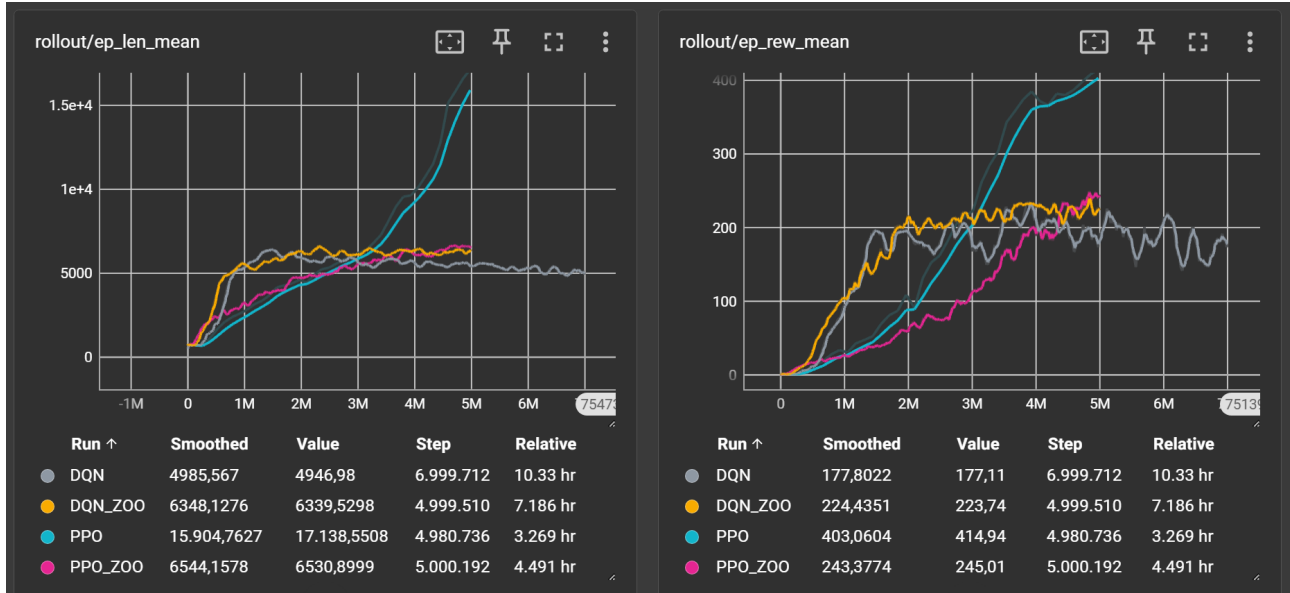 rollout/ep_len_mean
1.5e+4
1e+4
5000
0
-1M 0 1M 2M 3M 4M 5M 6M 75473
Run ↑ Smoothed Value Step Relative
DQN 4985,567 4946,98 6.999.712 10.33 hr
DQN_ZOO 6348,1276 6339,5298 4.999.510 7.186 hr
PPO 15.904,7627 17.138,5508 4.980.736 3.269 hr
PPO_ZOO 6544,1578 6530,8999 5.000.192 4.491 hr
rollout/ep_rew_mean
400
300
200
100
0
0 1M 2M 3M 4M 5M 6M 75139
Run ↑ Smoothed Value Step Relative
DQN 177,8022 177,11 6.999.712 10.33 hr
DQN_ZOO 224,4351 223,74 4.999.510 7.186 hr
PPO 403,0604 414,94 4.980.736 3.269 hr
PPO_ZOO 243,3774 245,01 5.000.192 4.491 hr